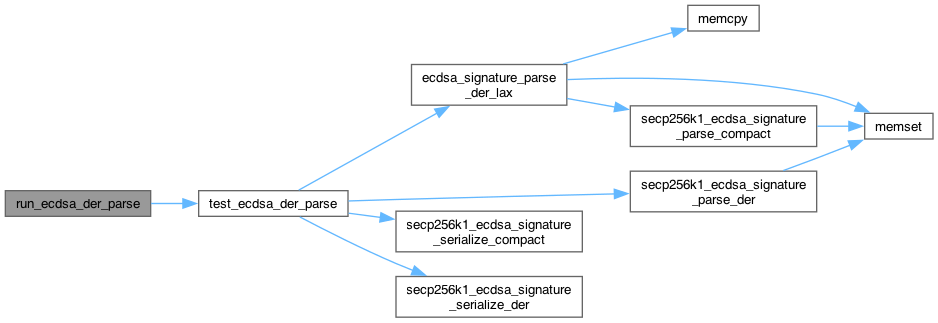 run_ecdsa_der_parse
test_ecdsa_der_parse
ecdsa_signature_parse
_der_lax
memcpy
secp256k1_ecdsa_signature
_parse_compact
memset
secp256k1_ecdsa_signature
_parse_der
secp256k1_ecdsa_signature
_serialize_compact
secp256k1_ecdsa_signature
_serialize_der